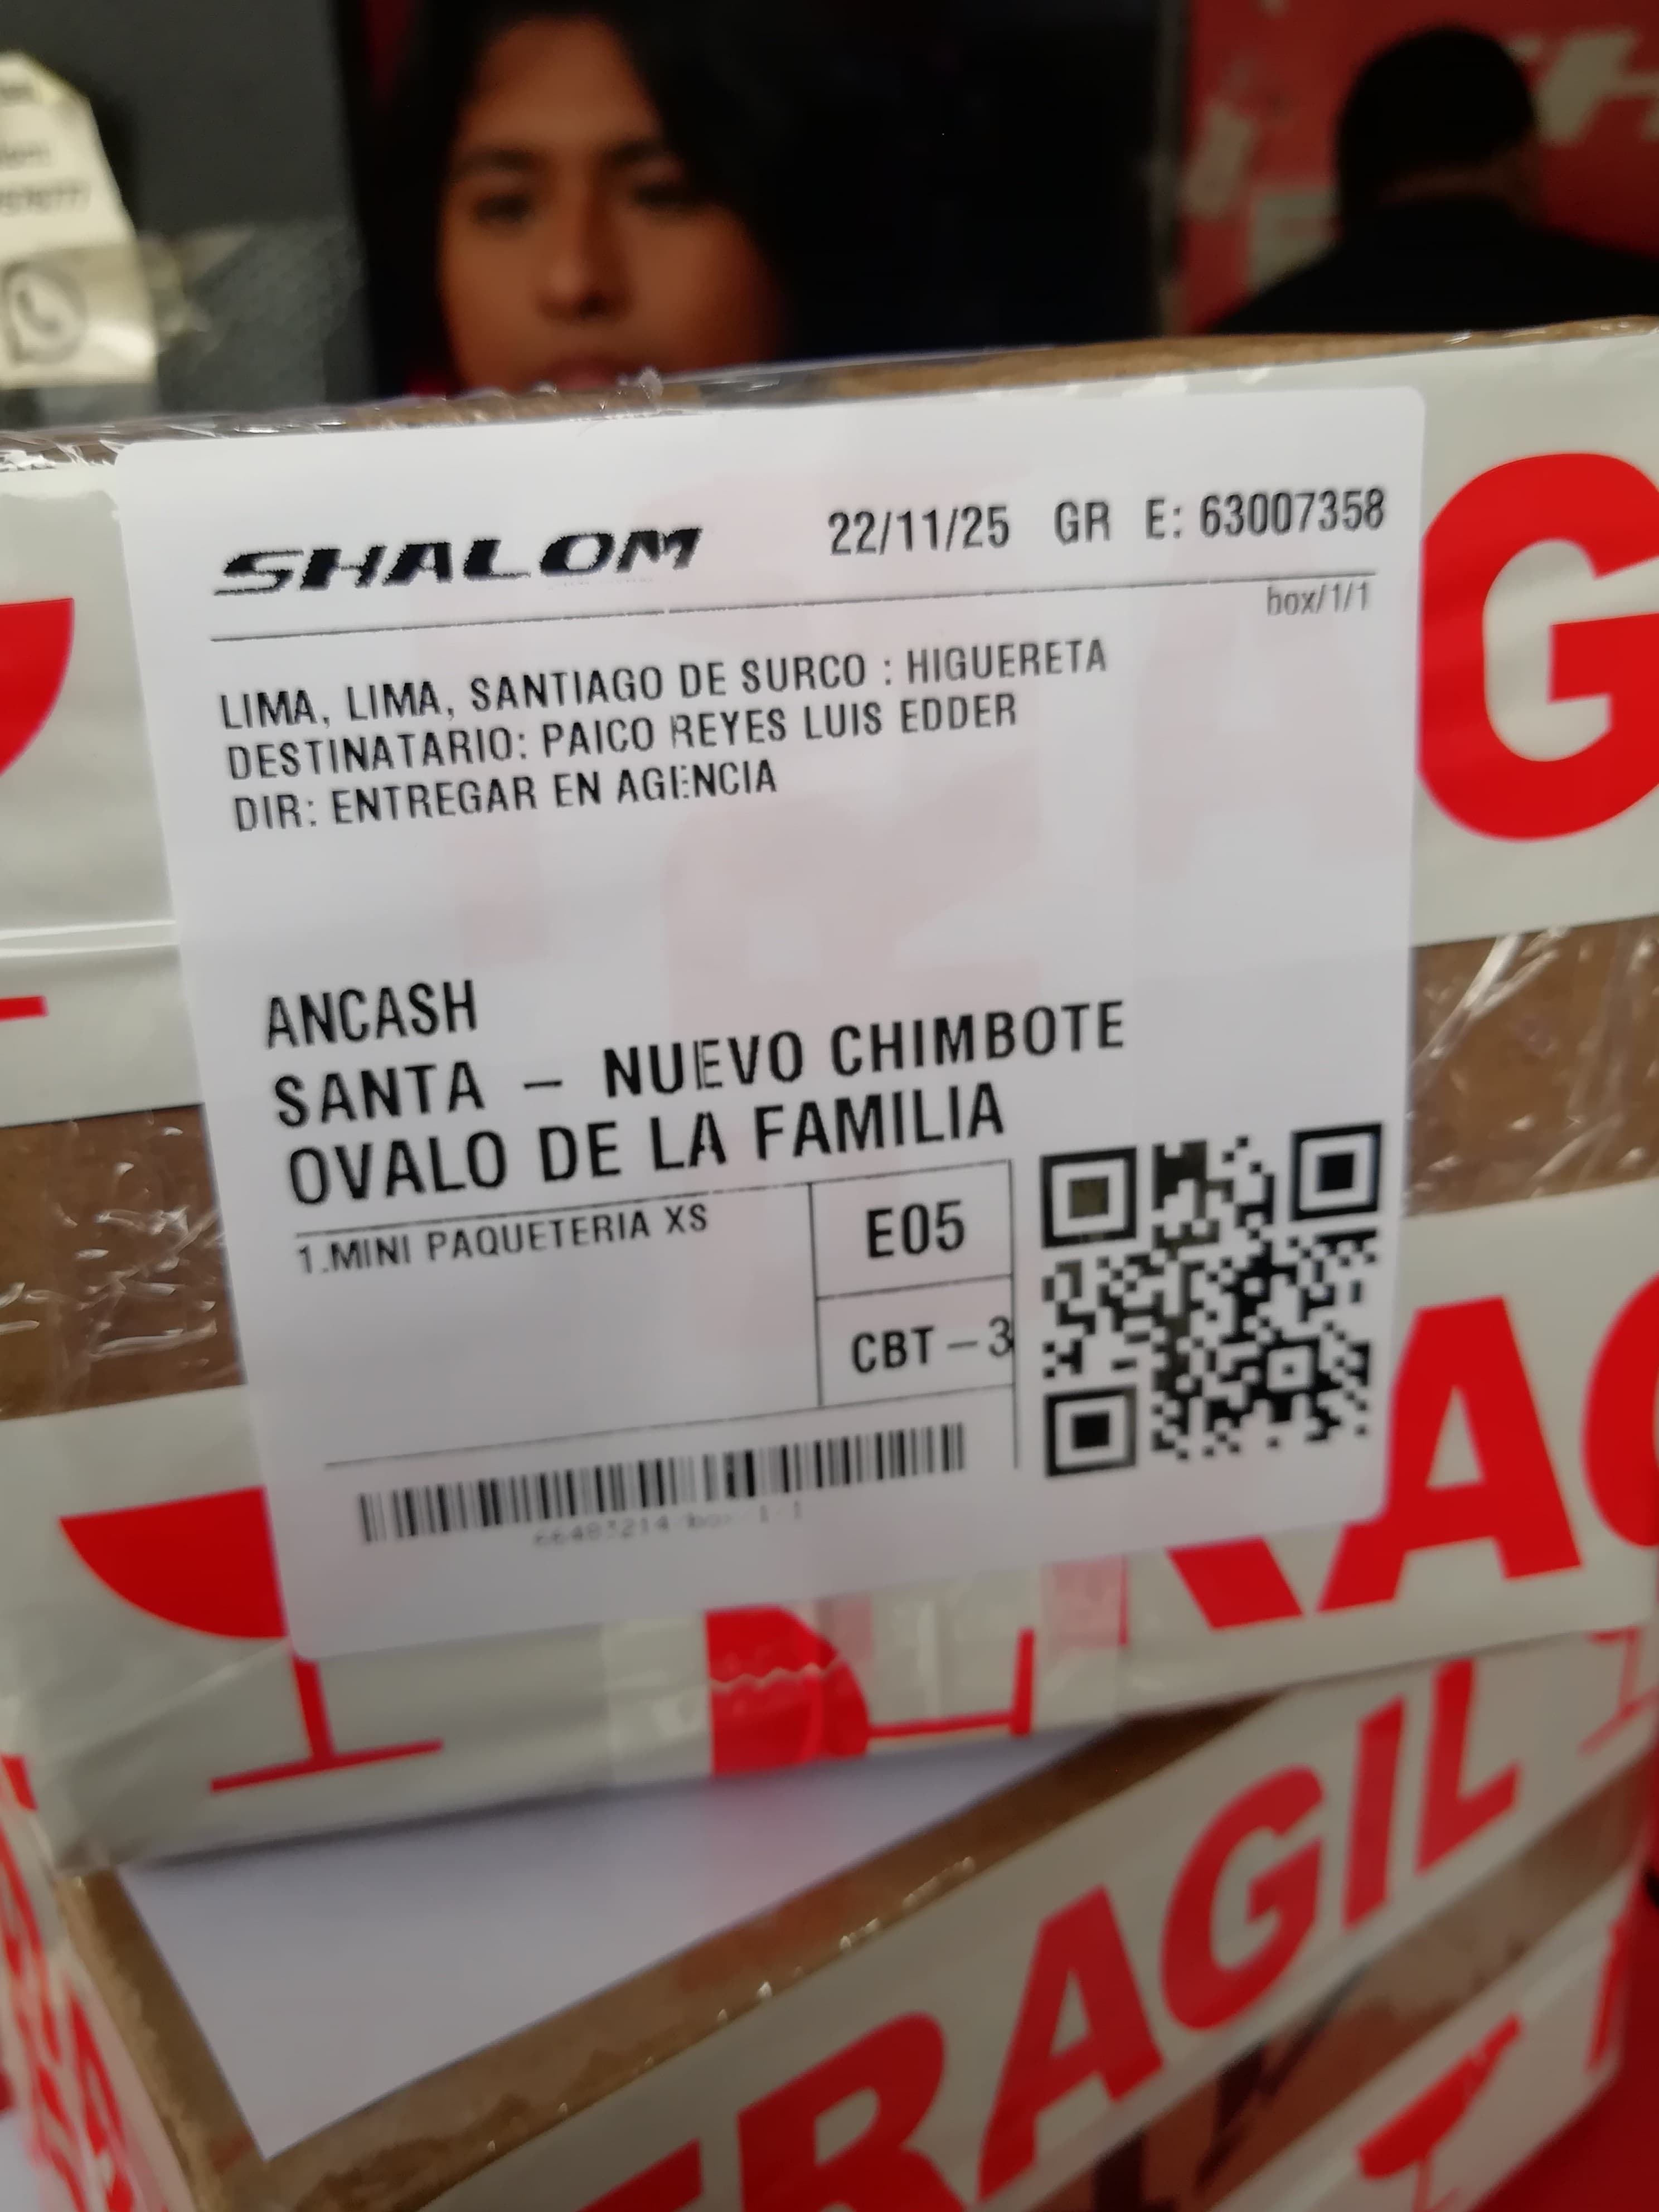 SHALOM 22/11/25 GR E: 63007358
box/1/1
LIMA, LIMA, SANTIAGO DE SURCO : HIGUERETA
DESTINATARIO: PAICO REYES LUIS EDDER
DIR: ENTREGAR EN AGENCIA
ANCASH
SANTA - NUEVO CHIMBOTE
OVALO DE LA FAMILIA
1.MINI PAQUETERIA XS
E05
CBT - 3
G
AG
FRAGIL